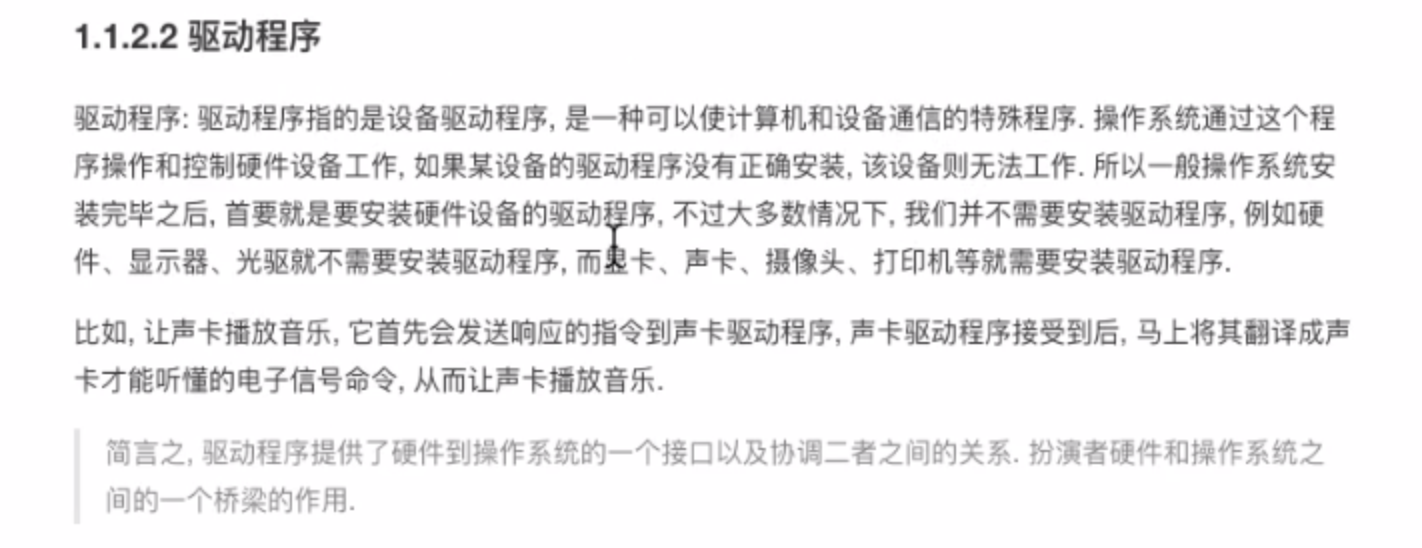 1.1.2.2 驱动程序
驱动程序: 驱动程序指的是设备驱动程序, 是一种可以使计算机和设备通信的特殊程序. 操作系统通过这个程
序操作和控制硬件设备工作, 如果某设备的驱动程序没有正确安装, 该设备则无法工作. 所以一般操作系统安
装完毕之后, 首要就是要安装硬件设备的驱动程序, 不过大多数情况下, 我们并不需要安装驱动程序, 例如硬
件、显示器、光驱就不需要安装驱动程序, 而显卡、声卡、摄像头、打印机等就需要安装驱动程序.
比如, 让声卡播放音乐, 它首先会发送响应的指令到声卡驱动程序, 声卡驱动程序接受到后, 马上将其翻译成声
卡才能听懂的电子信号命令, 从而让声卡播放音乐.
简言之, 驱动程序提供了硬件到操作系统的一个接口以及协调二者之间的关系. 扮演者硬件和操作系统之
间的一个桥梁的作用.